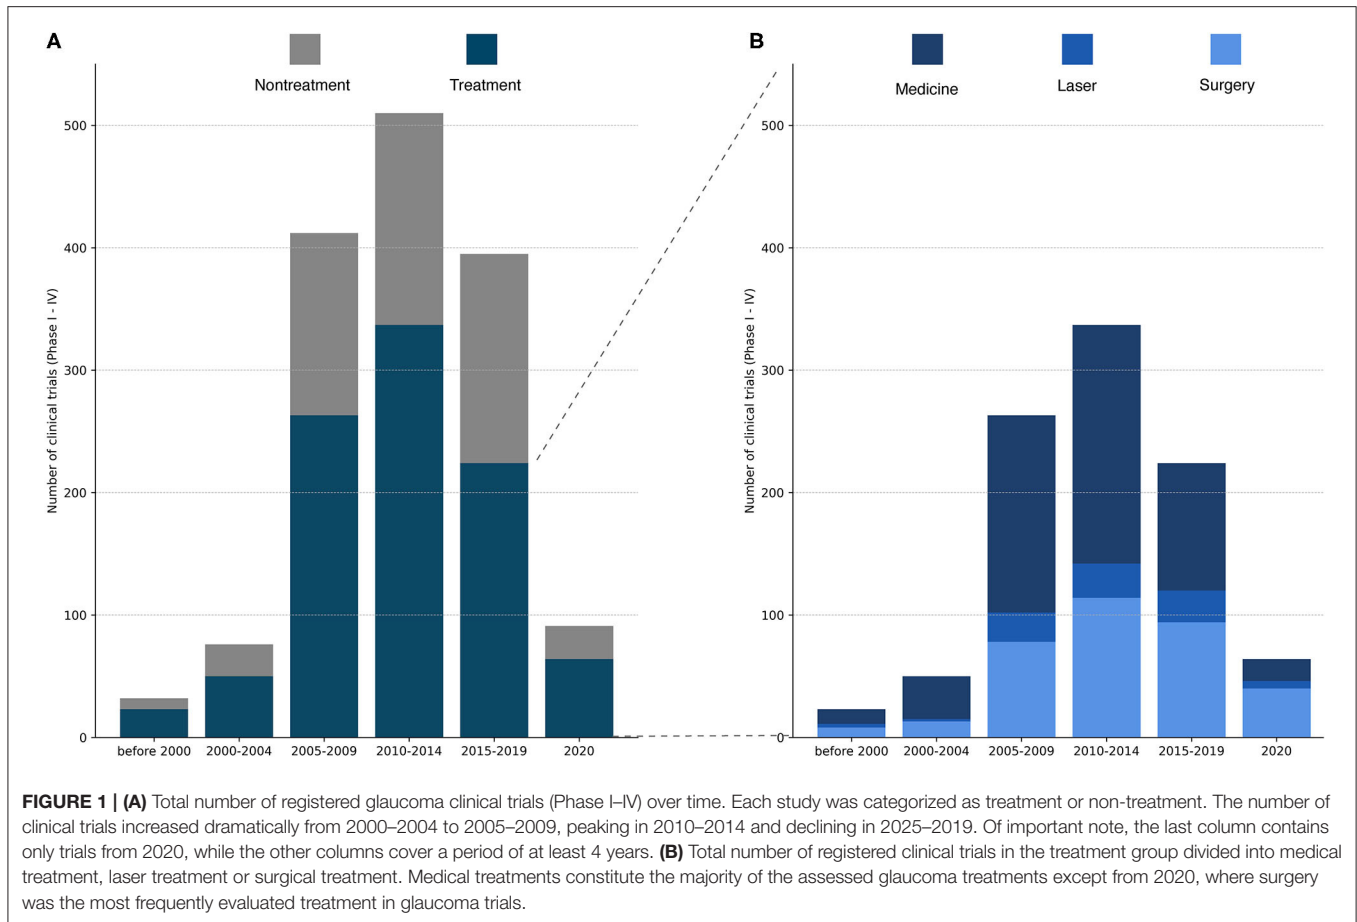 A
Nontreatment
Treatment
500
400
300
200
100
0
Number of clinical trials (Phase I - IV)
before 2000
2000-2004
2005-2009
2010-2014
2015-2019
2020
B
Medicine
Laser
Surgery
500
400
300
200
100
0
Number of clinical trials (Phase I - IV)
before 2000
2000-2004
2005-2009
2010-2014
2015-2019
2020
FIGURE 1 | (A) Total number of registered glaucoma clinical trials (Phase I–IV) over time. Each study was categorized as treatment or non-treatment. The number of
clinical trials increased dramatically from 2000–2004 to 2005–2009, peaking in 2010–2014 and declining in 2025–2019. Of important note, the last column contains
only trials from 2020, while the other columns cover a period of at least 4 years. (B) Total number of registered clinical trials in the treatment group divided into medical
treatment, laser treatment or surgical treatment. Medical treatments constitute the majority of the assessed glaucoma treatments except from 2020, where surgery
was the most frequently evaluated treatment in glaucoma trials.